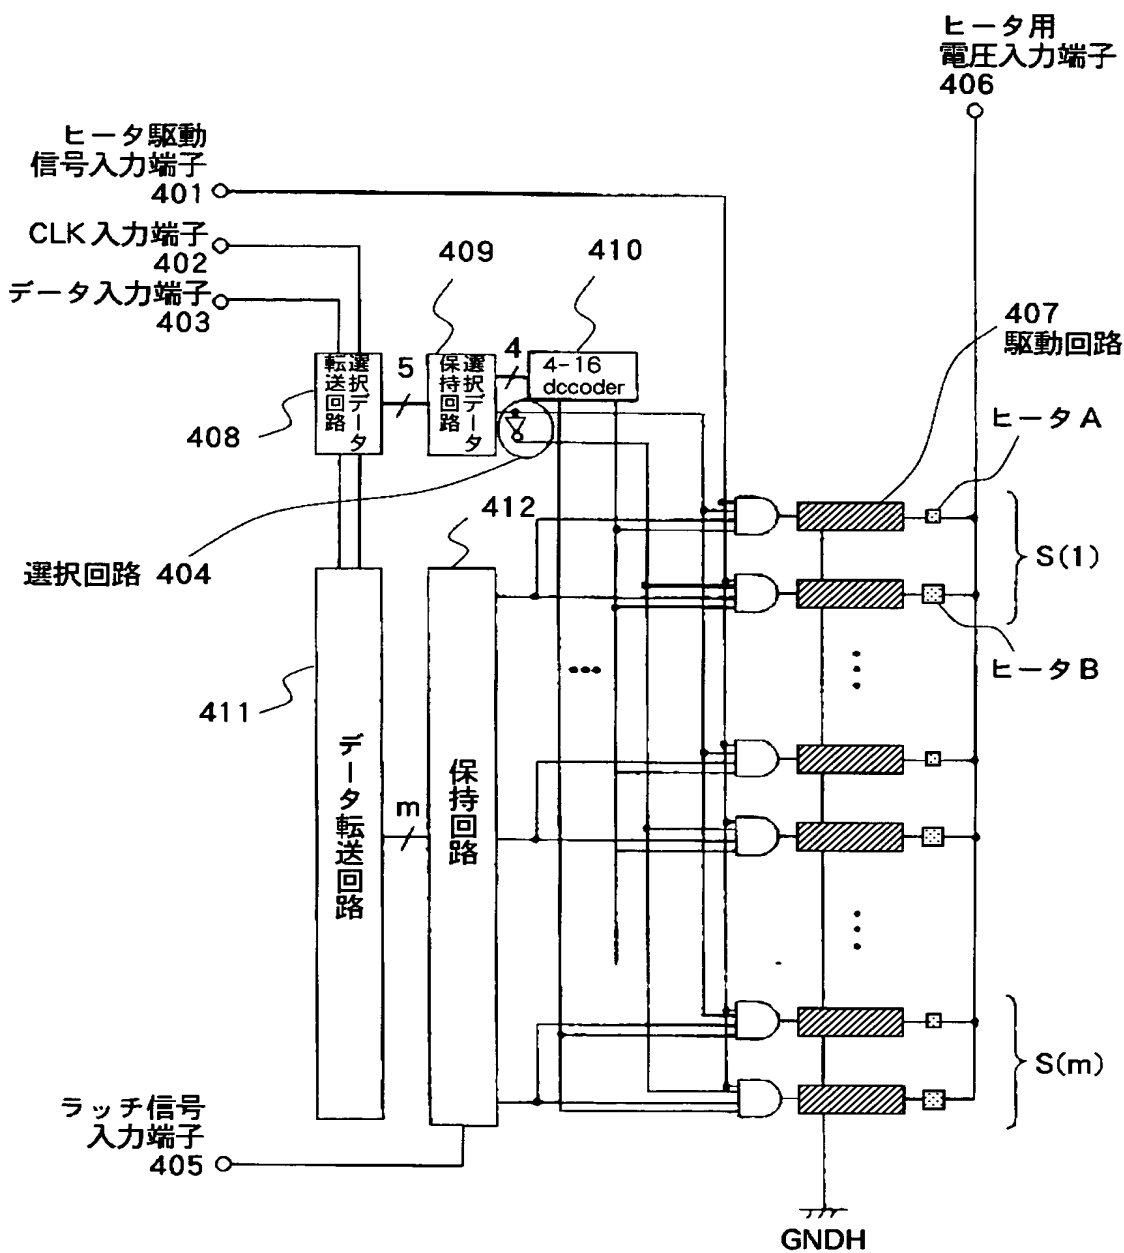 ヒータ用
電圧入力端子
406
ヒータ駆動
信号入力端子
401
CLK 入力端子
402
データ入力端子
403
409
410
407
駆動回路
選択データ
転送回路
5
選択データ
保持回路
4
4-16
dccoder
408
ヒータA
412
選択回路 404
S(1)
ヒータB
411
データ転送回路
m
保持回路
S(m)
ラッチ信号
入力端子
405
GNDH